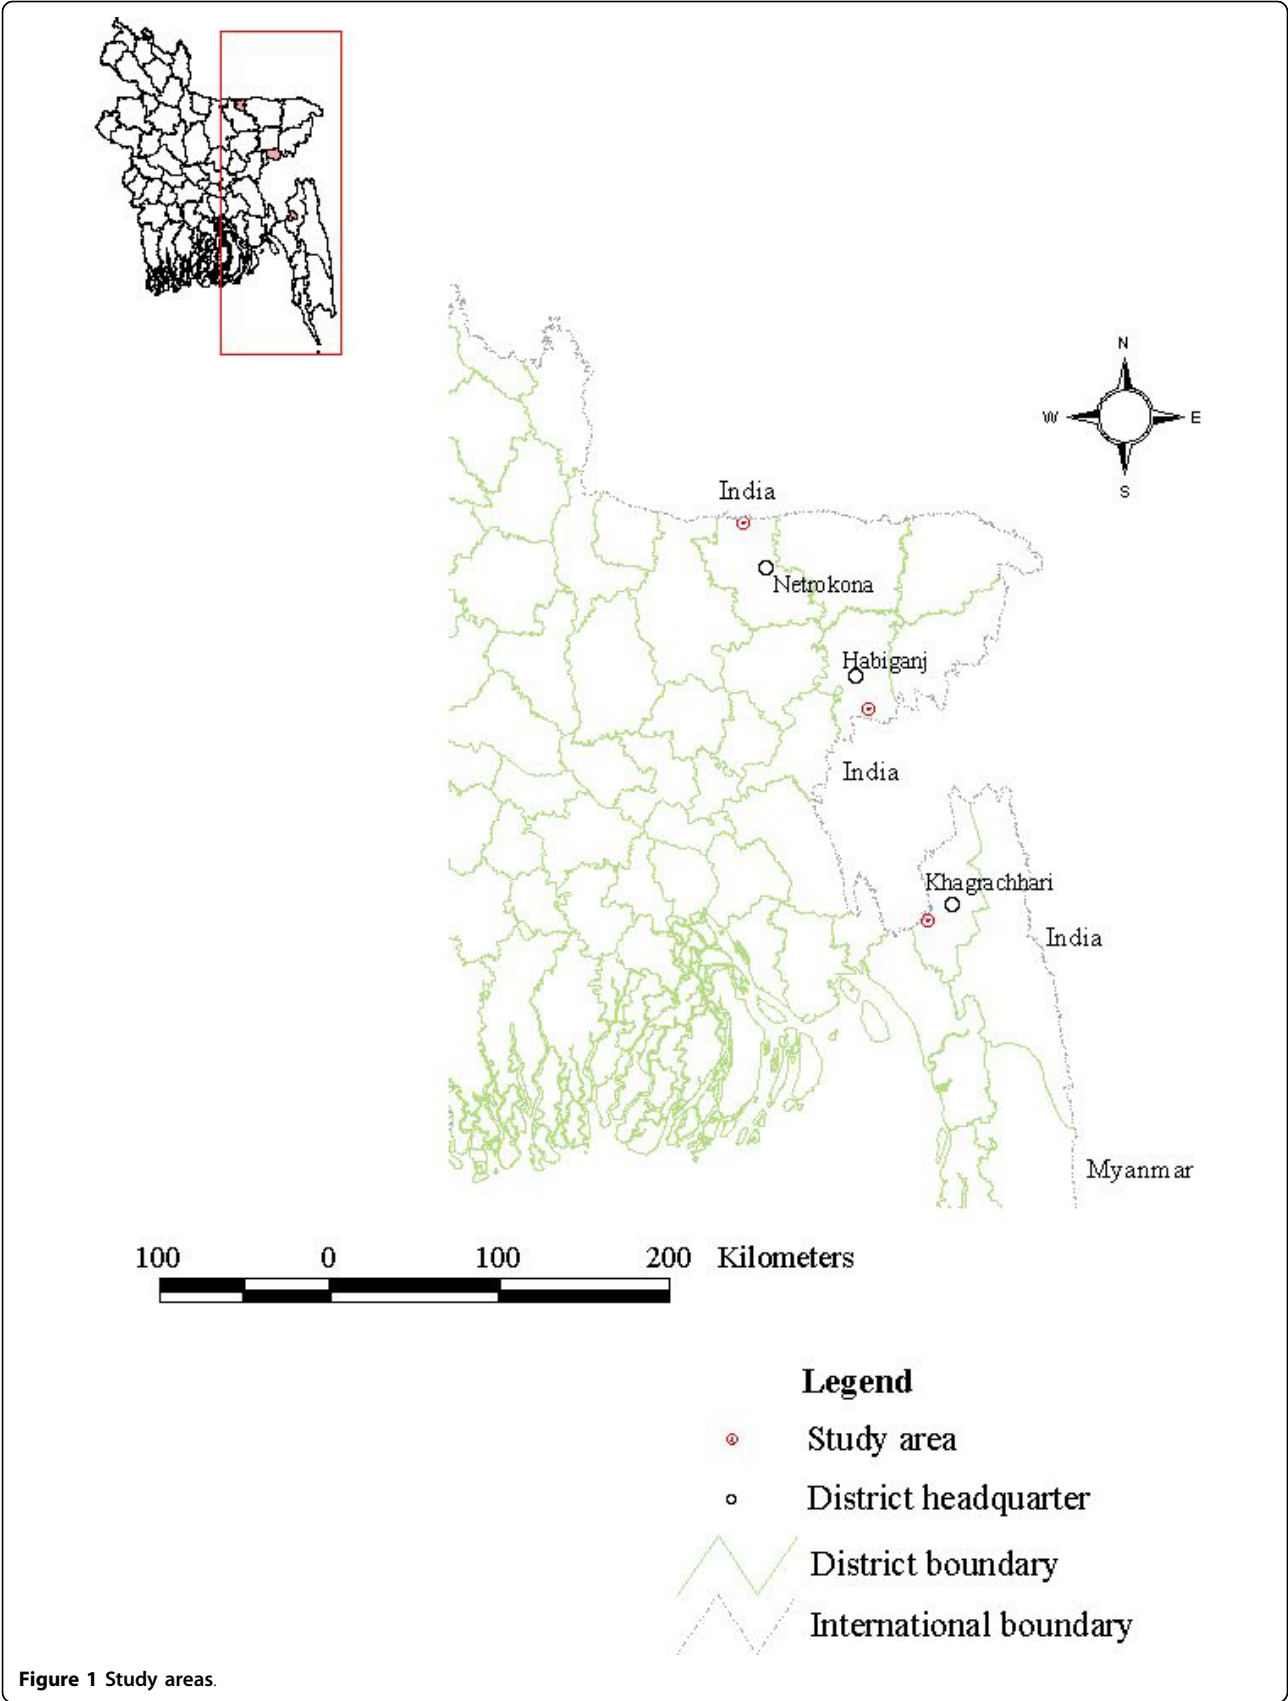 N
W E
S
India
Netrokona
Habiganj
India
Khagrachhari
India
Myanmar
100 0 100 200 Kilometers
Legend
Study area
District headquarter
District boundary
International boundary
Figure 1 Study areas.